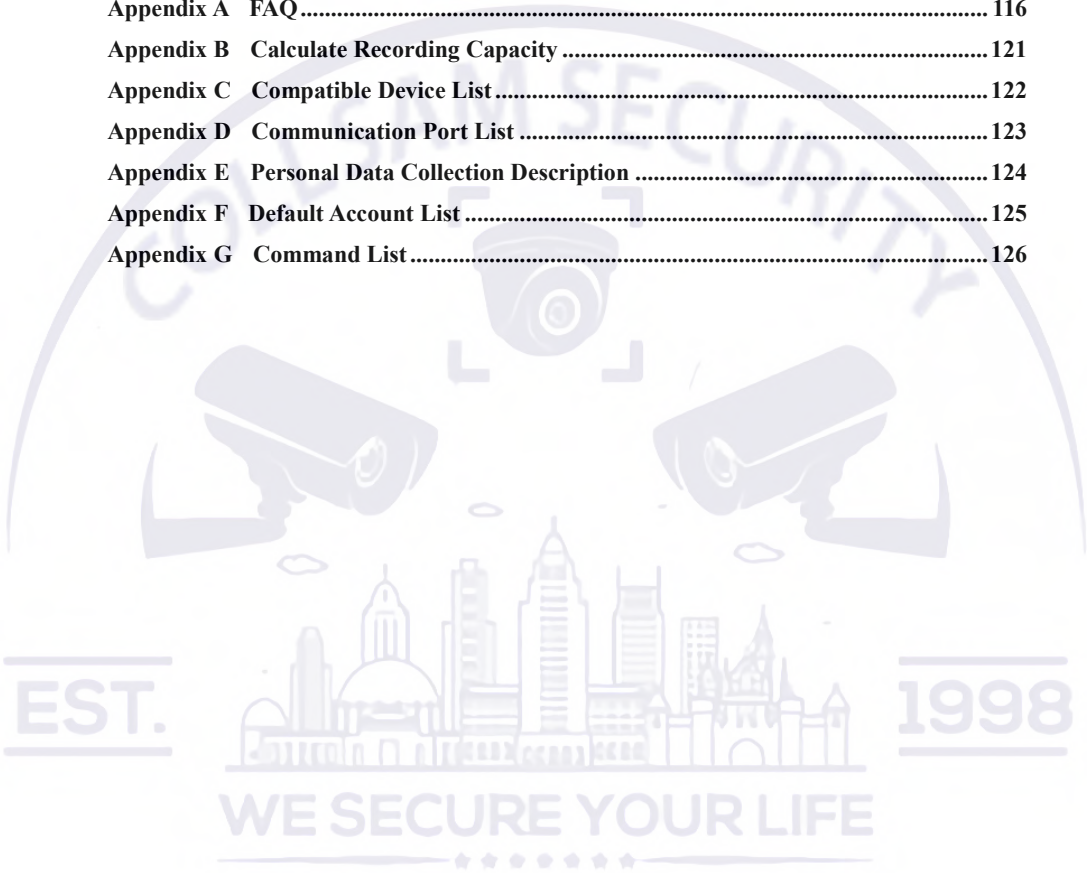 Appendix A FAQ ........ 116
Appendix B Calculate Recording Capacity ........ 121
Appendix C Compatible Device List ........ 122
Appendix D Communication Port List ........ 123
Appendix E Personal Data Collection Description ........ 124
Appendix F Default Account List ........ 125
Appendix G Command List ........ 126
COLLSAM SECURITY
EST. 1998
WE SECURE YOUR LIFE